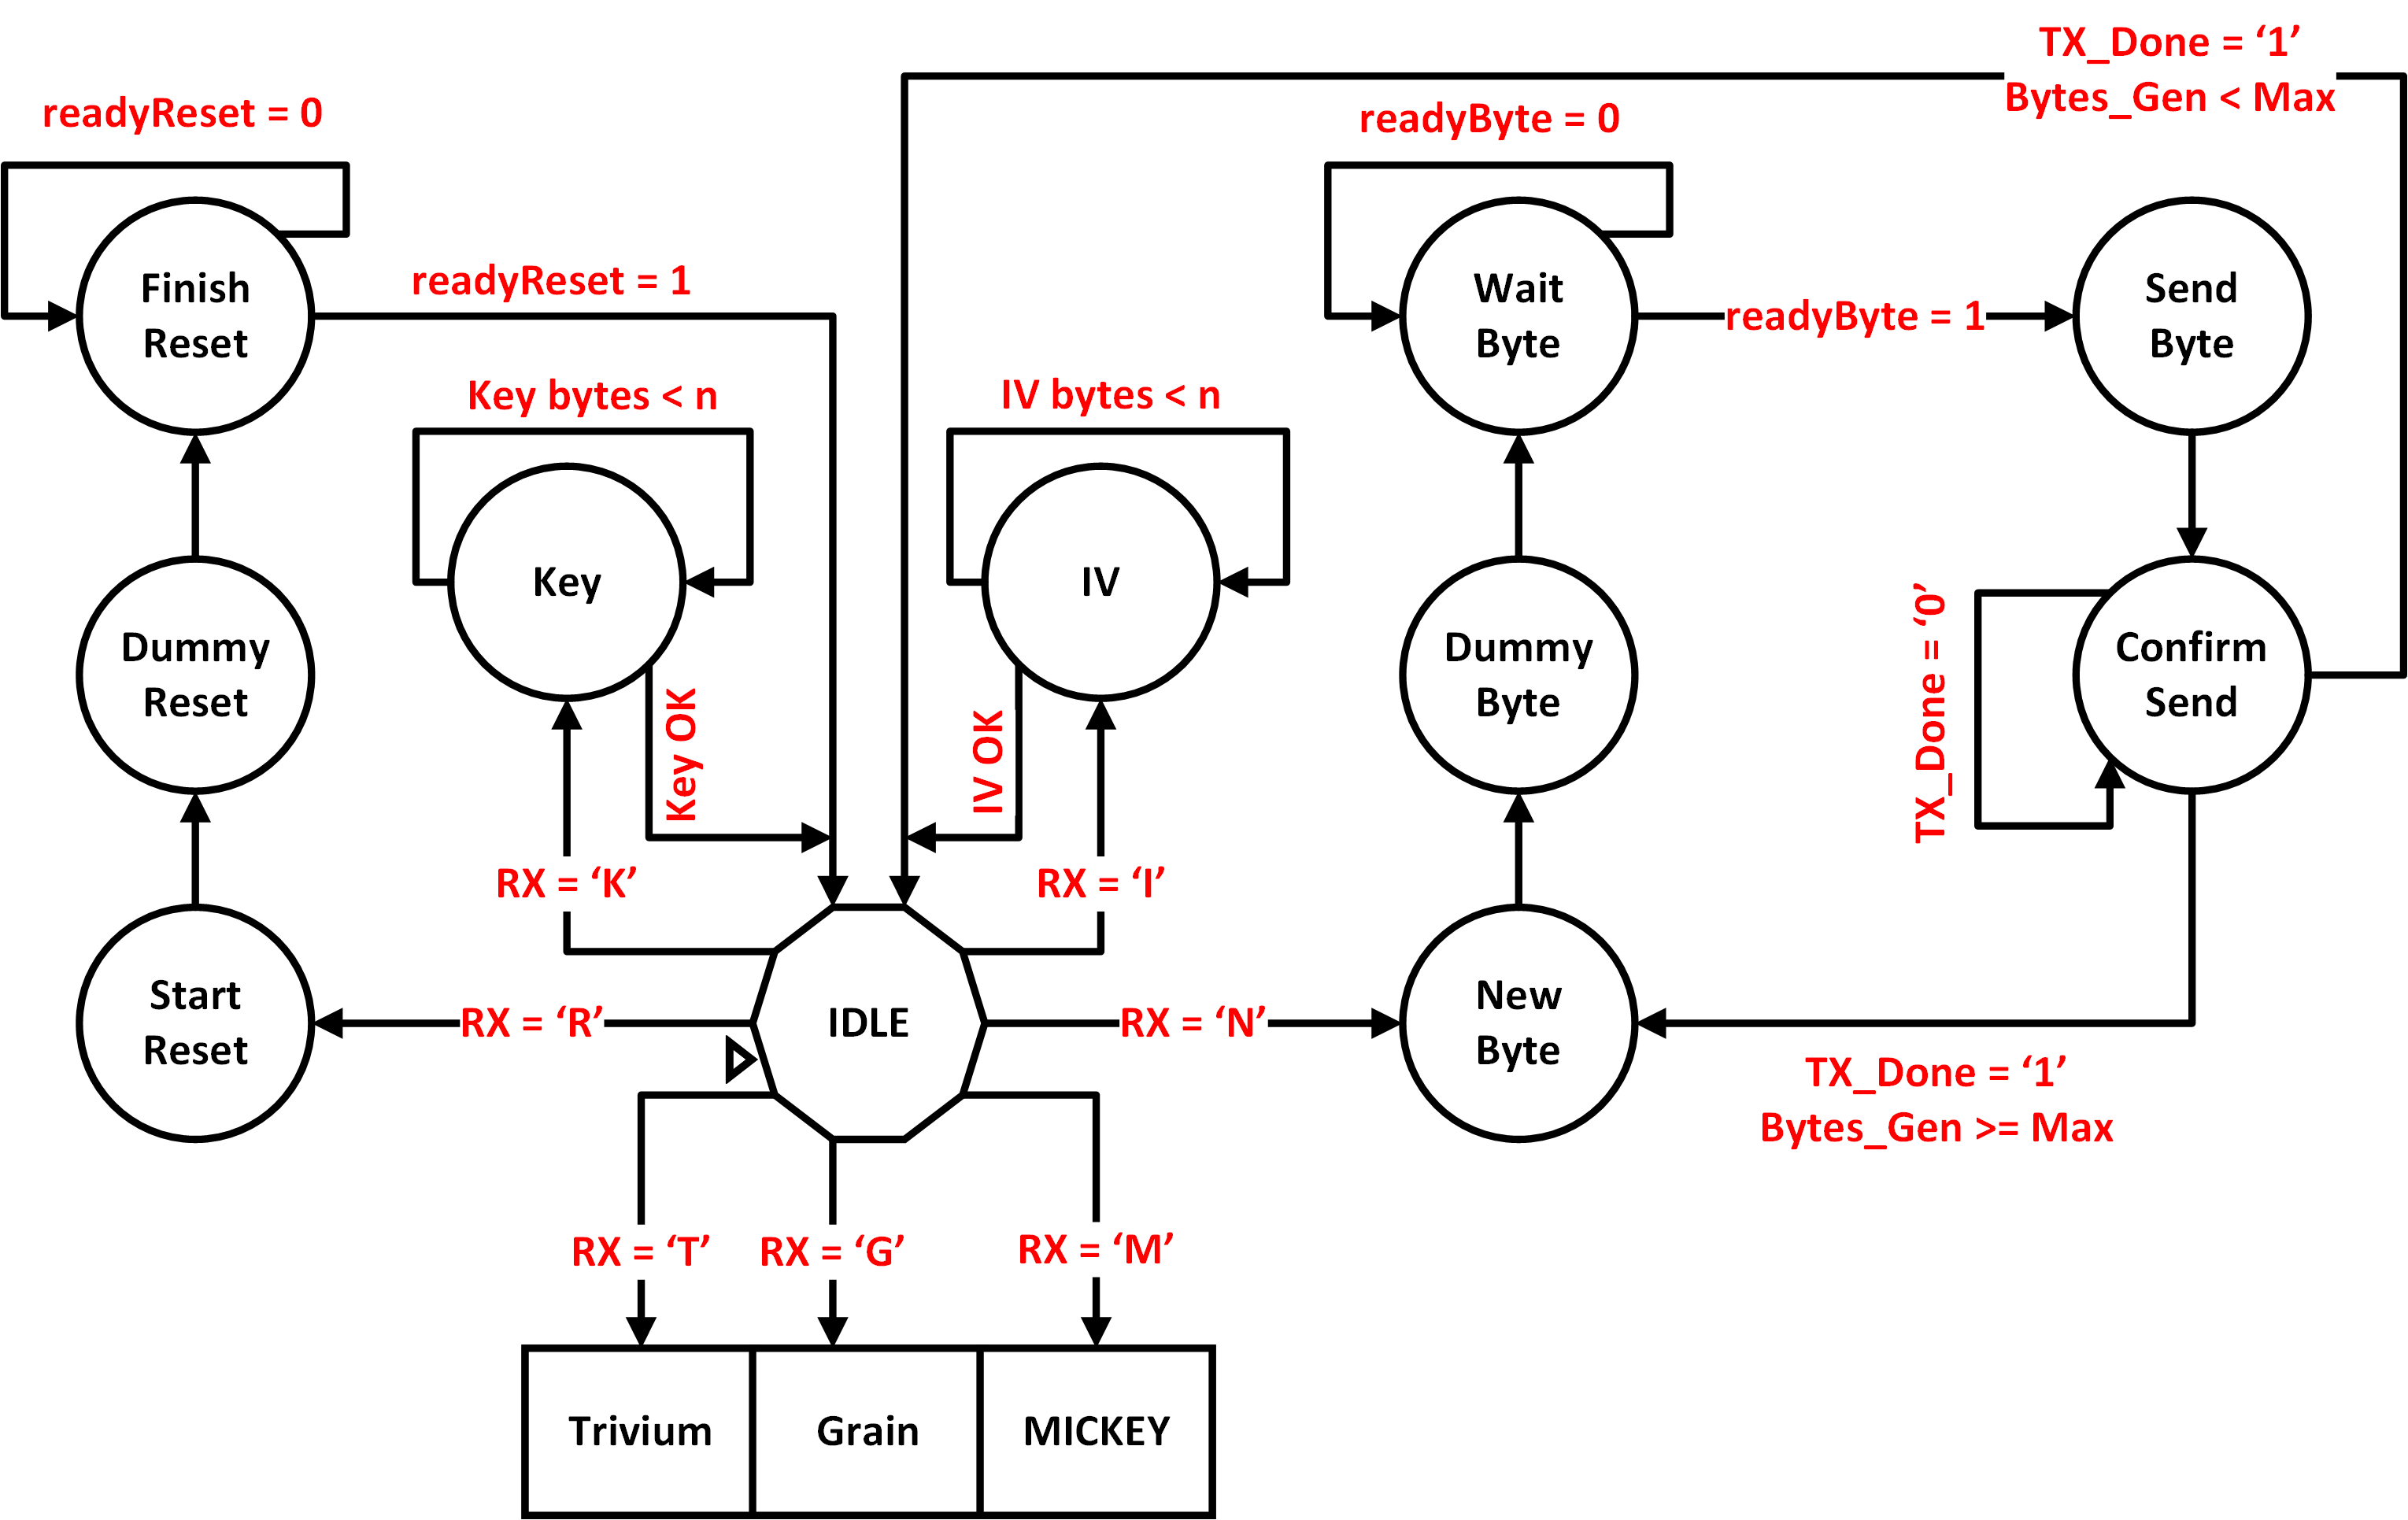 TX_Done = ‘1’
Bytes_Gen < Max
readyReset = 0
readyByte = 0
Finish
Reset
readyReset = 1
Wait
Byte
readyByte = 1
Send
Byte
Key bytes < n
IV bytes < n
Key
IV
Dummy
Reset
Key OK
IV OK
Dummy
Byte
TX_Done = ‘0’
Confirm
Send
RX = ‘K’
RX = ‘I’
Start
Reset
RX = ‘R’
IDLE
RX = ‘N’
New
Byte
TX_Done = ‘1’
Bytes_Gen >= Max
RX = ‘T’
RX = ‘G’
RX = ‘M’
Trivium
Grain
MICKEY